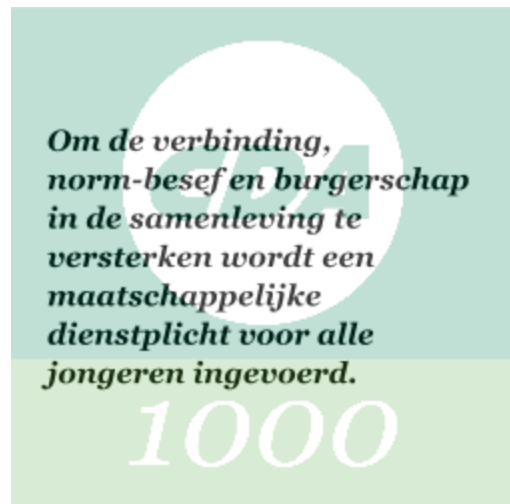 CDA
Om de verbinding,
norm-besef en burgerschap
in de samenleving te
versterken wordt een
maatschappelijke
dienstplicht voor alle
jongeren ingevoerd.
1000